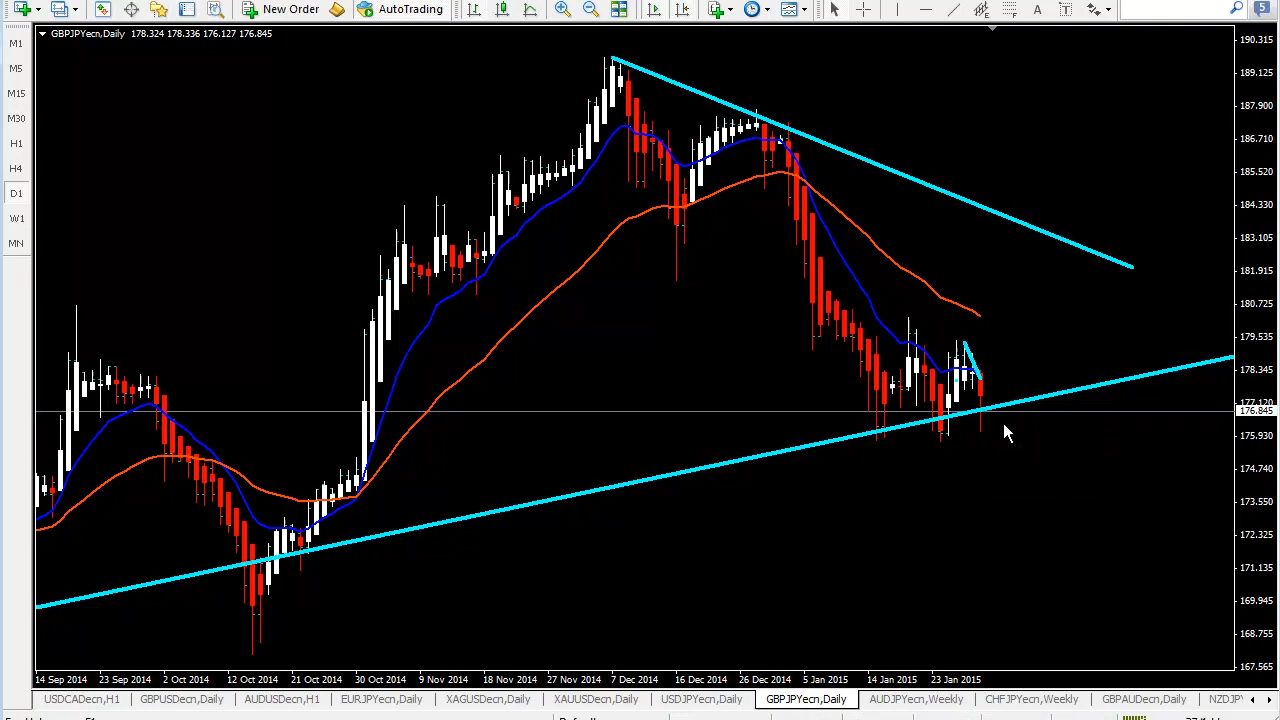 New Order AutoTrading A T 5
M1
M5
M15
M30
H1
H4
D1
W1
MN
GBPJPYecn,Daily 178.324 178.336 176.127 176.845
190.315
189.125
187.900
186.710
185.520
184.330
183.105
181.915
180.725
179.535
178.345
177.120
176.845
175.930
174.740
173.550
172.325
171.135
169.945
168.755
167.565
14 Sep 2014 23 Sep 2014 2 Oct 2014 12 Oct 2014 21 Oct 2014 30 Oct 2014 9 Nov 2014 18 Nov 2014 27 Nov 2014 7 Dec 2014 16 Dec 2014 26 Dec 2014 5 Jan 2015 14 Jan 2015 23 Jan 2015
USDCADecn,H1 GBPUSDecn,Daily AUDUSDecn,H1 EURJPYecn,Daily XAGUSDecn,Daily XAUUSDecn,Daily USDJPYecn,Daily GBPJPYecn,Daily AUDJPYecn,Weekly CHFJPYecn,Weekly GBPAUDecn,Daily NZDJP